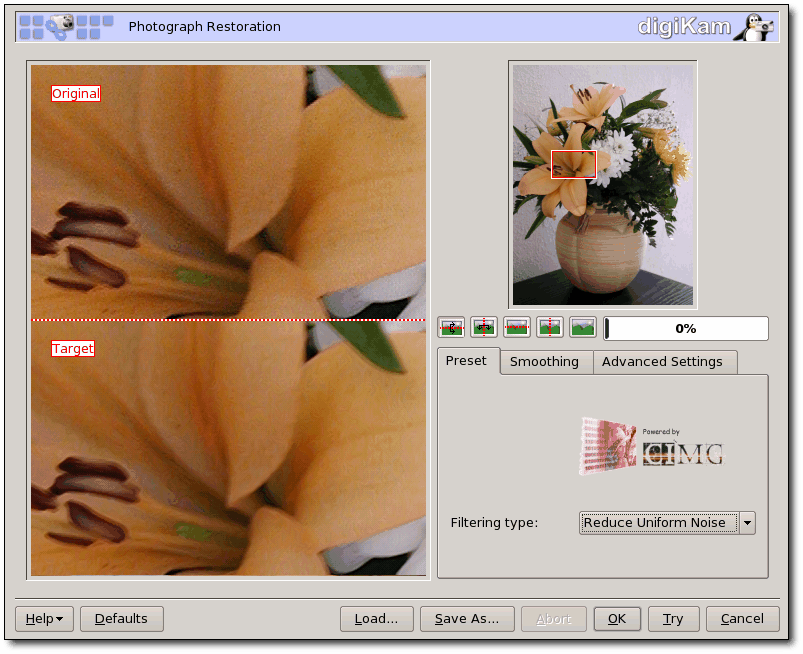 Photograph Restoration
digiKam
Original
Target
0%
Preset
Smoothing
Advanced Settings
Powered by
CIMG
Filtering type:
Reduce Uniform Noise
Help
Defaults
Load...
Save As...
Abort
OK
Try
Cancel